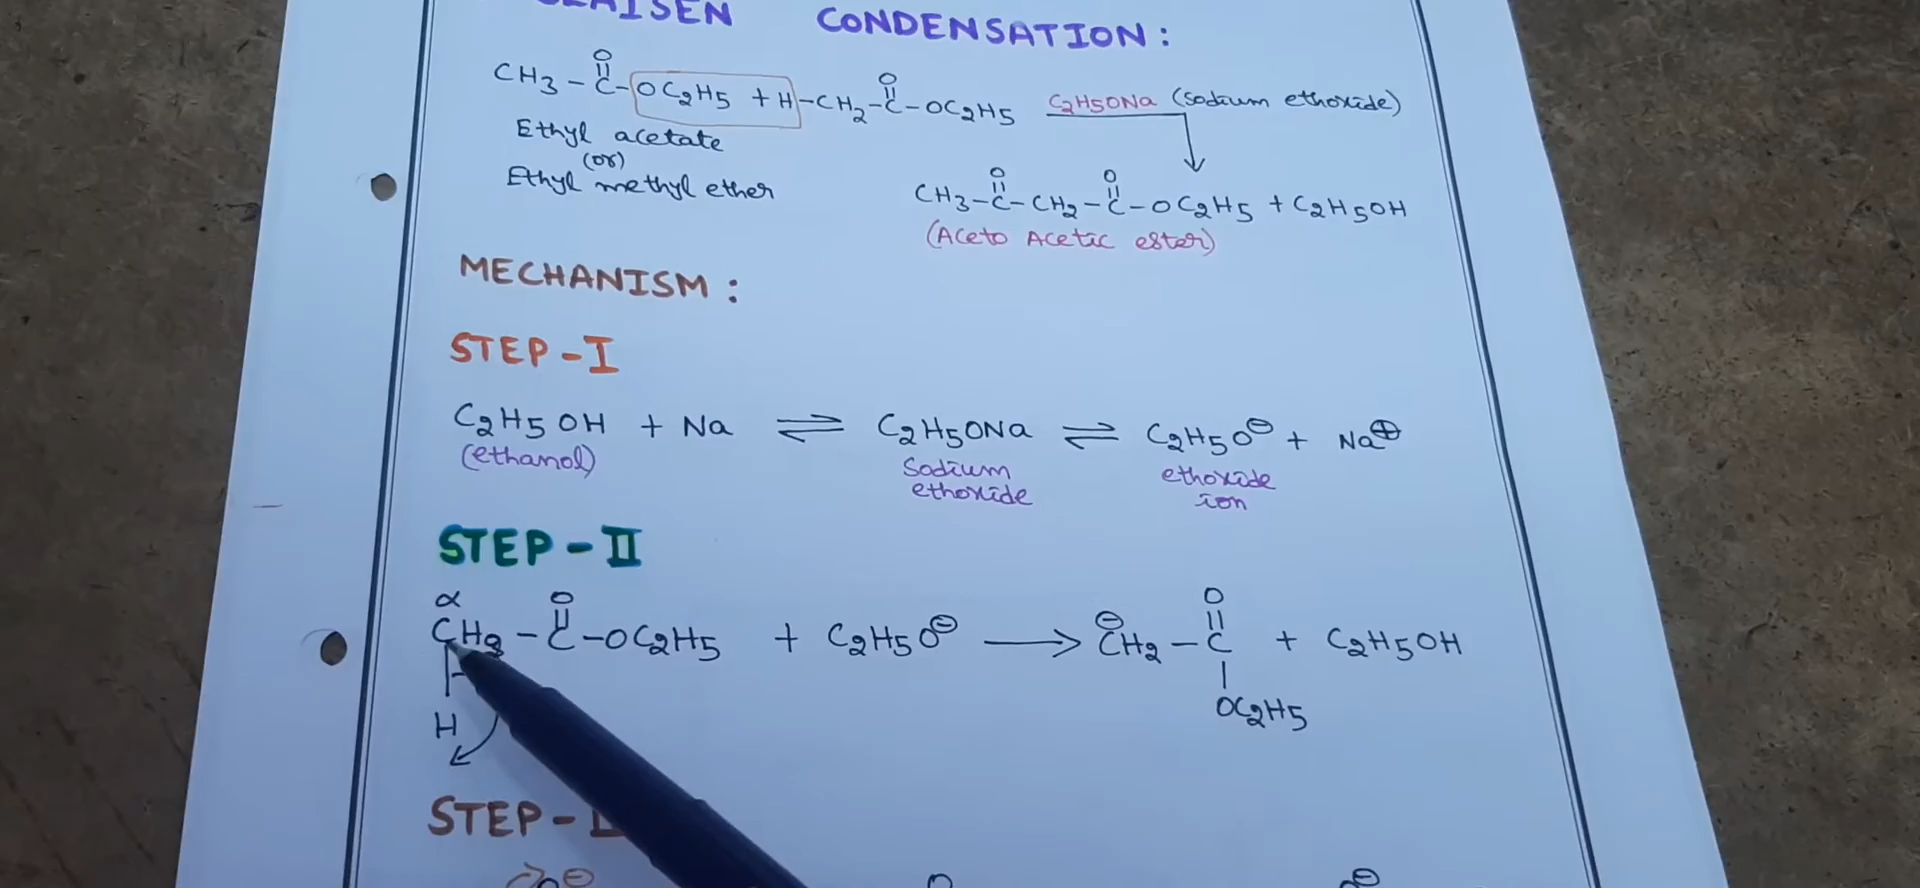 CLAISEN CONDENSATION:
O O
CH3 – C – OC2H5 + H – CH2 – C – OC2H5 C2H5ONa (sodium ethoxide)
Ethyl acetate
(or)
Ethyl methyl ether
O O
CH3 – C – CH2 – C – OC2H5 + C2H5OH
(Aceto Acetic ester)
MECHANISM:
STEP – I
C2H5OH + Na ⇌ C2H5ONa ⇌ C2H5O⊖ + Na⊕
(ethanol) Sodium ethoxide ethoxide ion
STEP – II
α O O
CH2 – C – OC2H5 + C2H5O⊖ → ⊖CH2 – C + C2H5OH
H OC2H5
STEP –